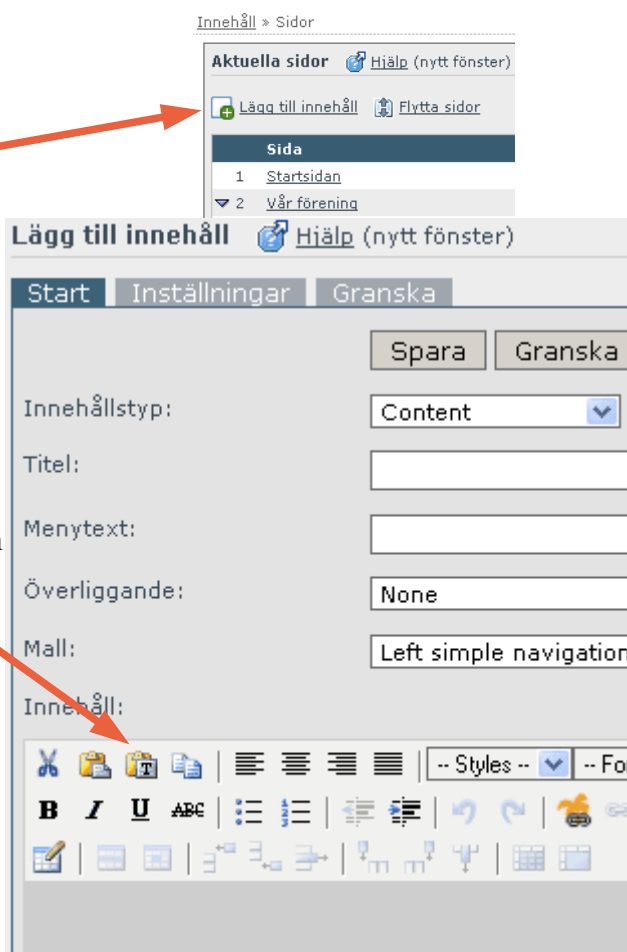 Innehåll » Sidor
Aktuella sidor Hjälp (nytt fönster)
Lägg till innehåll Flytta sidor
Sida
1 Startsidan
2 Vår förening
Lägg till innehåll Hjälp (nytt fönster)
Start Inställningar Granska
Spara Granska
Innehållstyp: Content
Titel:
Menytext:
Överliggande: None
Mall: Left simple navigation
Innehåll:
-- Styles -- -- Fo
B I U ABC